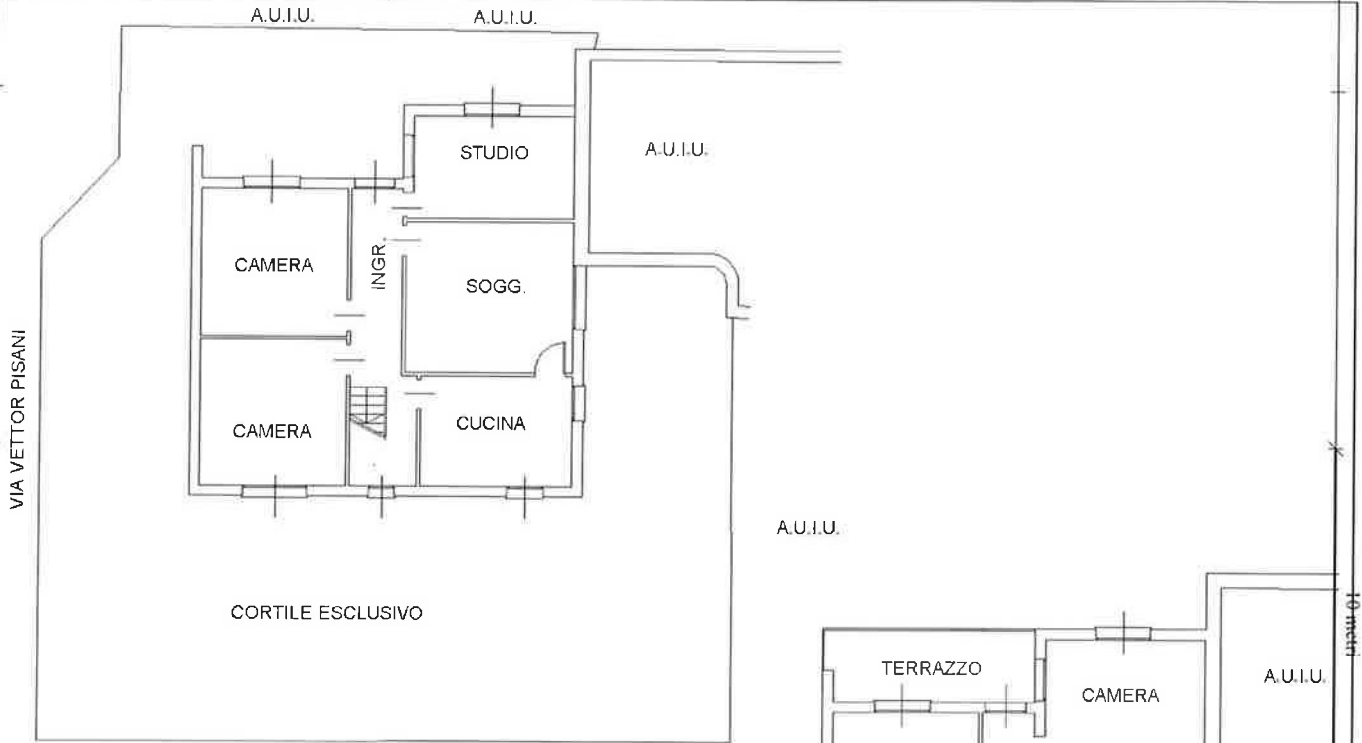 A.U.I.U.
A.U.I.U.
STUDIO
A.U.I.U.
CAMERA
INGR.
SOGG.
VIA VETTOR PISANI
CAMERA
CUCINA
A.U.I.U.
CORTILE ESCLUSIVO
10 metri
TERRAZZO
CAMERA
A.U.I.U.